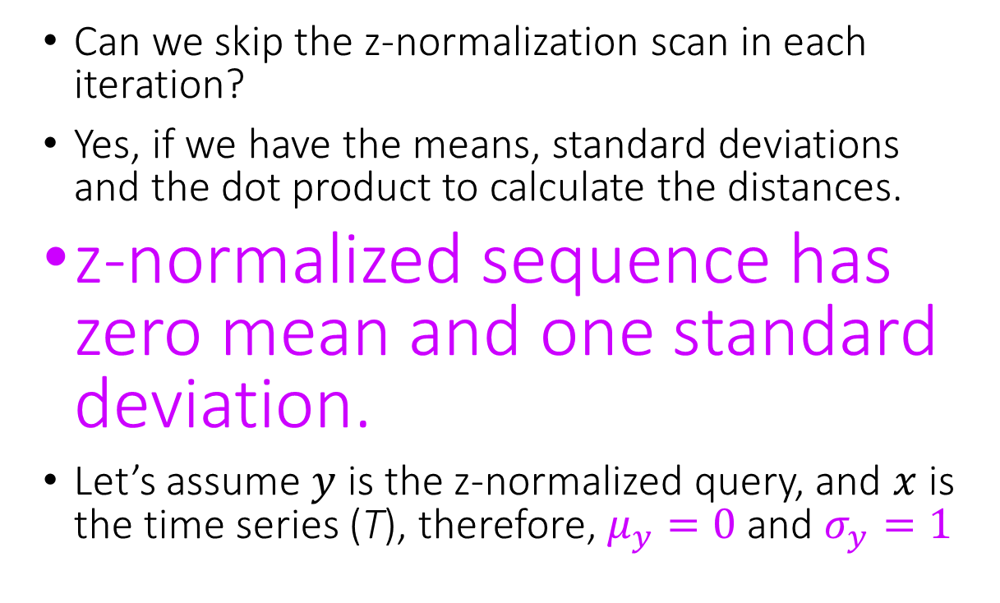 • Can we skip the z-normalization scan in each
iteration?
• Yes, if we have the means, standard deviations
and the dot product to calculate the distances.
• z-normalized sequence has
zero mean and one standard
deviation.
• Let’s assume 𝒚 is the z-normalized query, and 𝒙 is
the time series (T), therefore, 𝜇𝑦 = 0 and 𝜎𝑦 = 1